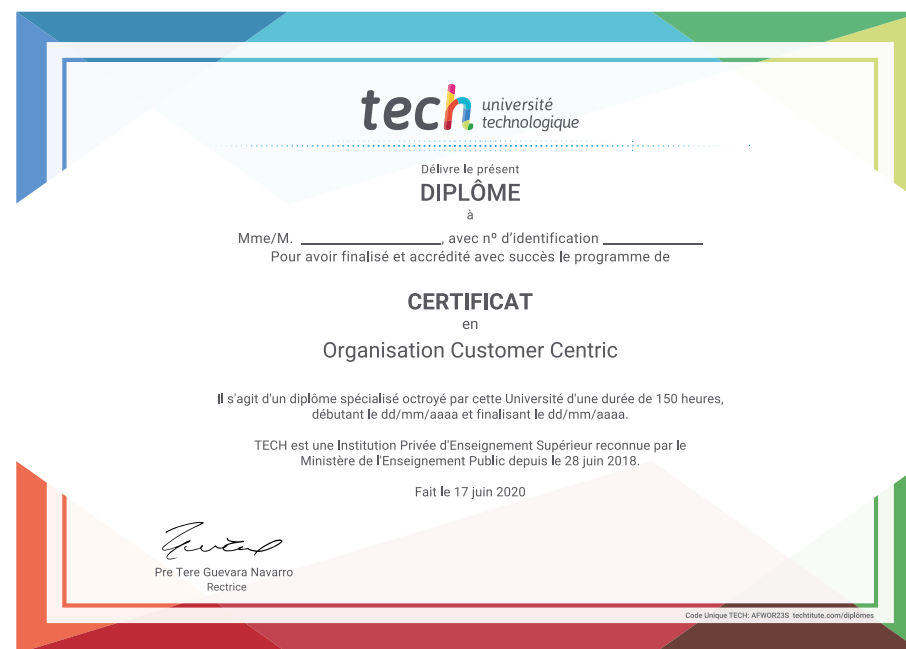 tech université
technologique
Délivre le présent
DIPLÔME
à
Mme/M. ____________________, avec nº d'identification ______________
Pour avoir finalisé et accrédité avec succès le programme de
CERTIFICAT
en
Organisation Customer Centric
Il s'agit d'un diplôme spécialisé octroyé par cette Université d'une durée de 150 heures,
débutant le dd/mm/aaaa et finalisant le dd/mm/aaaa.
TECH est une Institution Privée d'Enseignement Supérieur reconnue par le
Ministère de l'Enseignement Public depuis le 28 juin 2018.
Fait le 17 juin 2020
Pre Tere Guevara Navarro
Rectrice
Code Unique TECH: AFWOR23S techtitute.com/diplômes